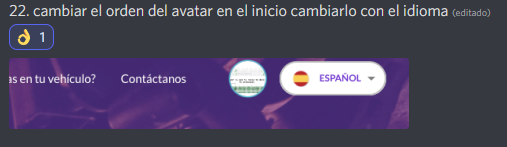 22. cambiar el orden del avatar en el inicio cambiarlo con el idioma (editado)
1
as en tu vehículo? Contáctanos ESPAÑOL